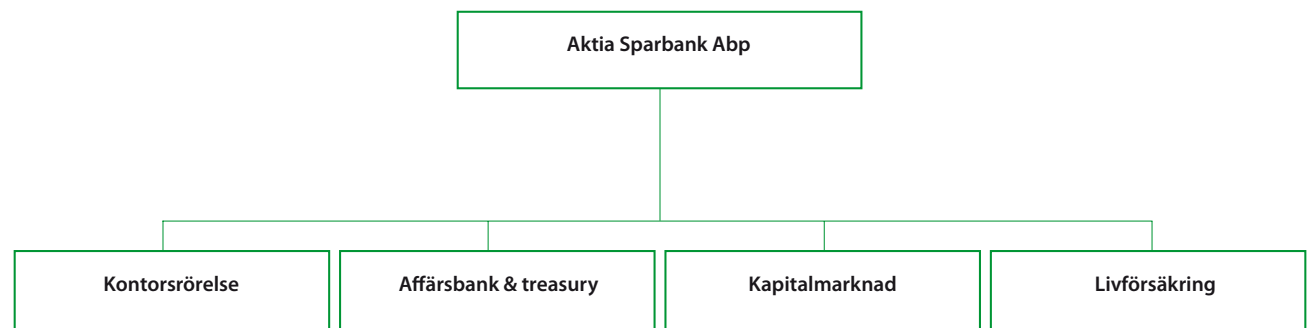 Aktia Sparbank Abp
Kontorsrörelse
Affärsbank & treasury
Kapitalmarknad
Livförsäkring